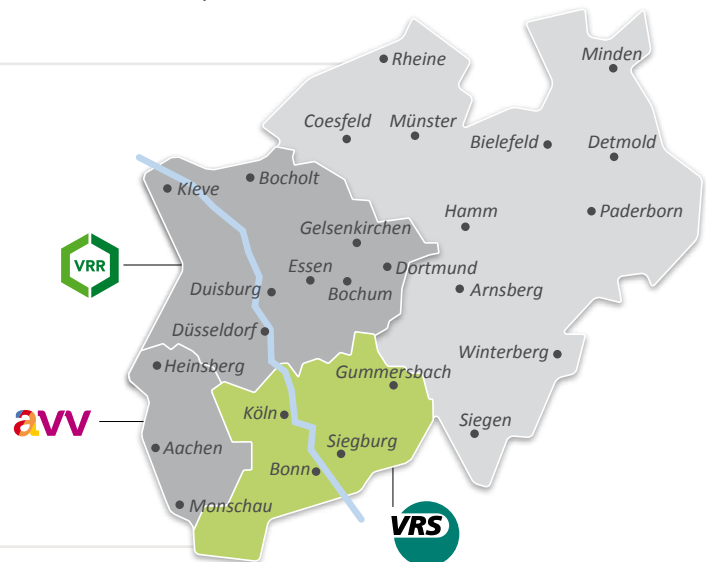 Rheine
Minden
Coesfeld
Münster
Bielefeld
Detmold
Kleve
Bocholt
Hamm
Paderborn
Gelsenkirchen
VRR
Essen
Dortmund
Duisburg
Bochum
Arnsberg
Düsseldorf
Winterberg
Heinsberg
Gummersbach
avv
Köln
Siegen
Aachen
Siegburg
Bonn
Monschau
VRS